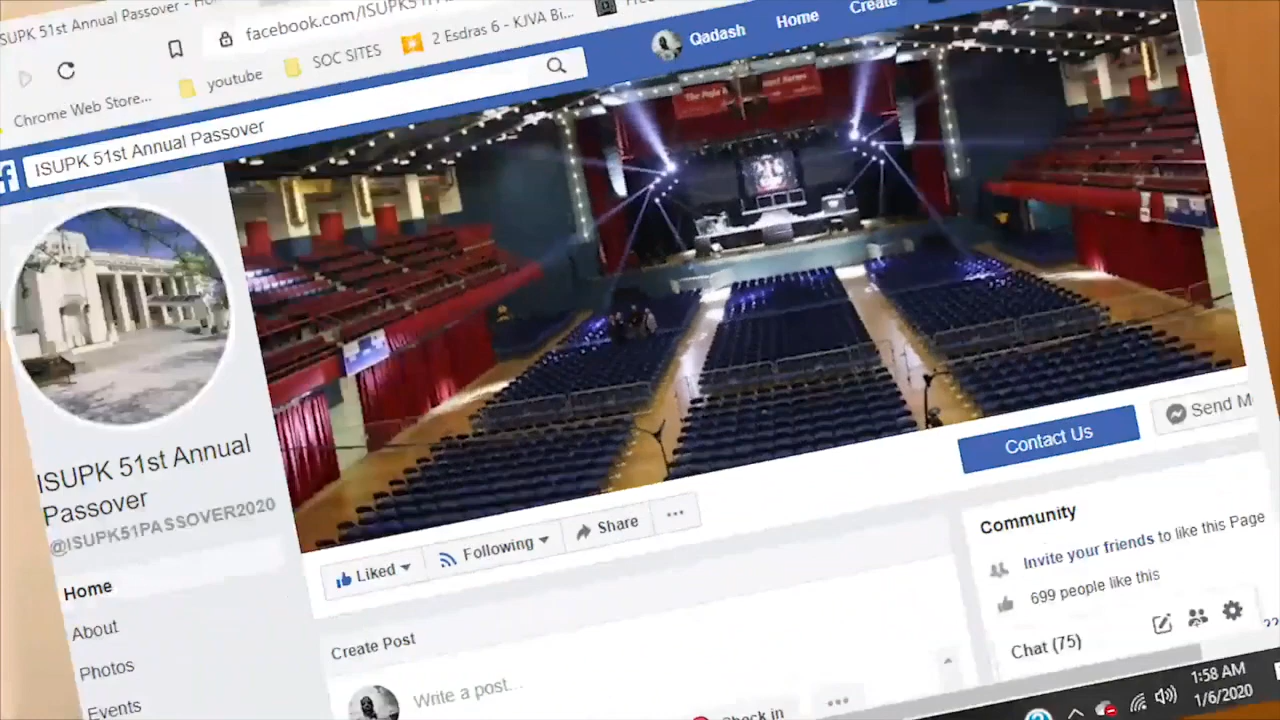 ISUPK 51st Annual Passover - Ho
facebook.com/ISUPK51
Chrome Web Store...
youtube
SOC SITES
2 Esdras 6 - KJVA Bi...
ISUPK 51st Annual Passover
Qadash
Home
Create
ISUPK 51st Annual
Passover
@ISUPK51PASSOVER2020
Home
About
Photos
Events
Liked
Following
Share
...
Contact Us
Send M
Create Post
Write a post...
Check in
Community
Invite your friends to like this Page
699 people like this
Chat (75)
1:58 AM
1/6/2020